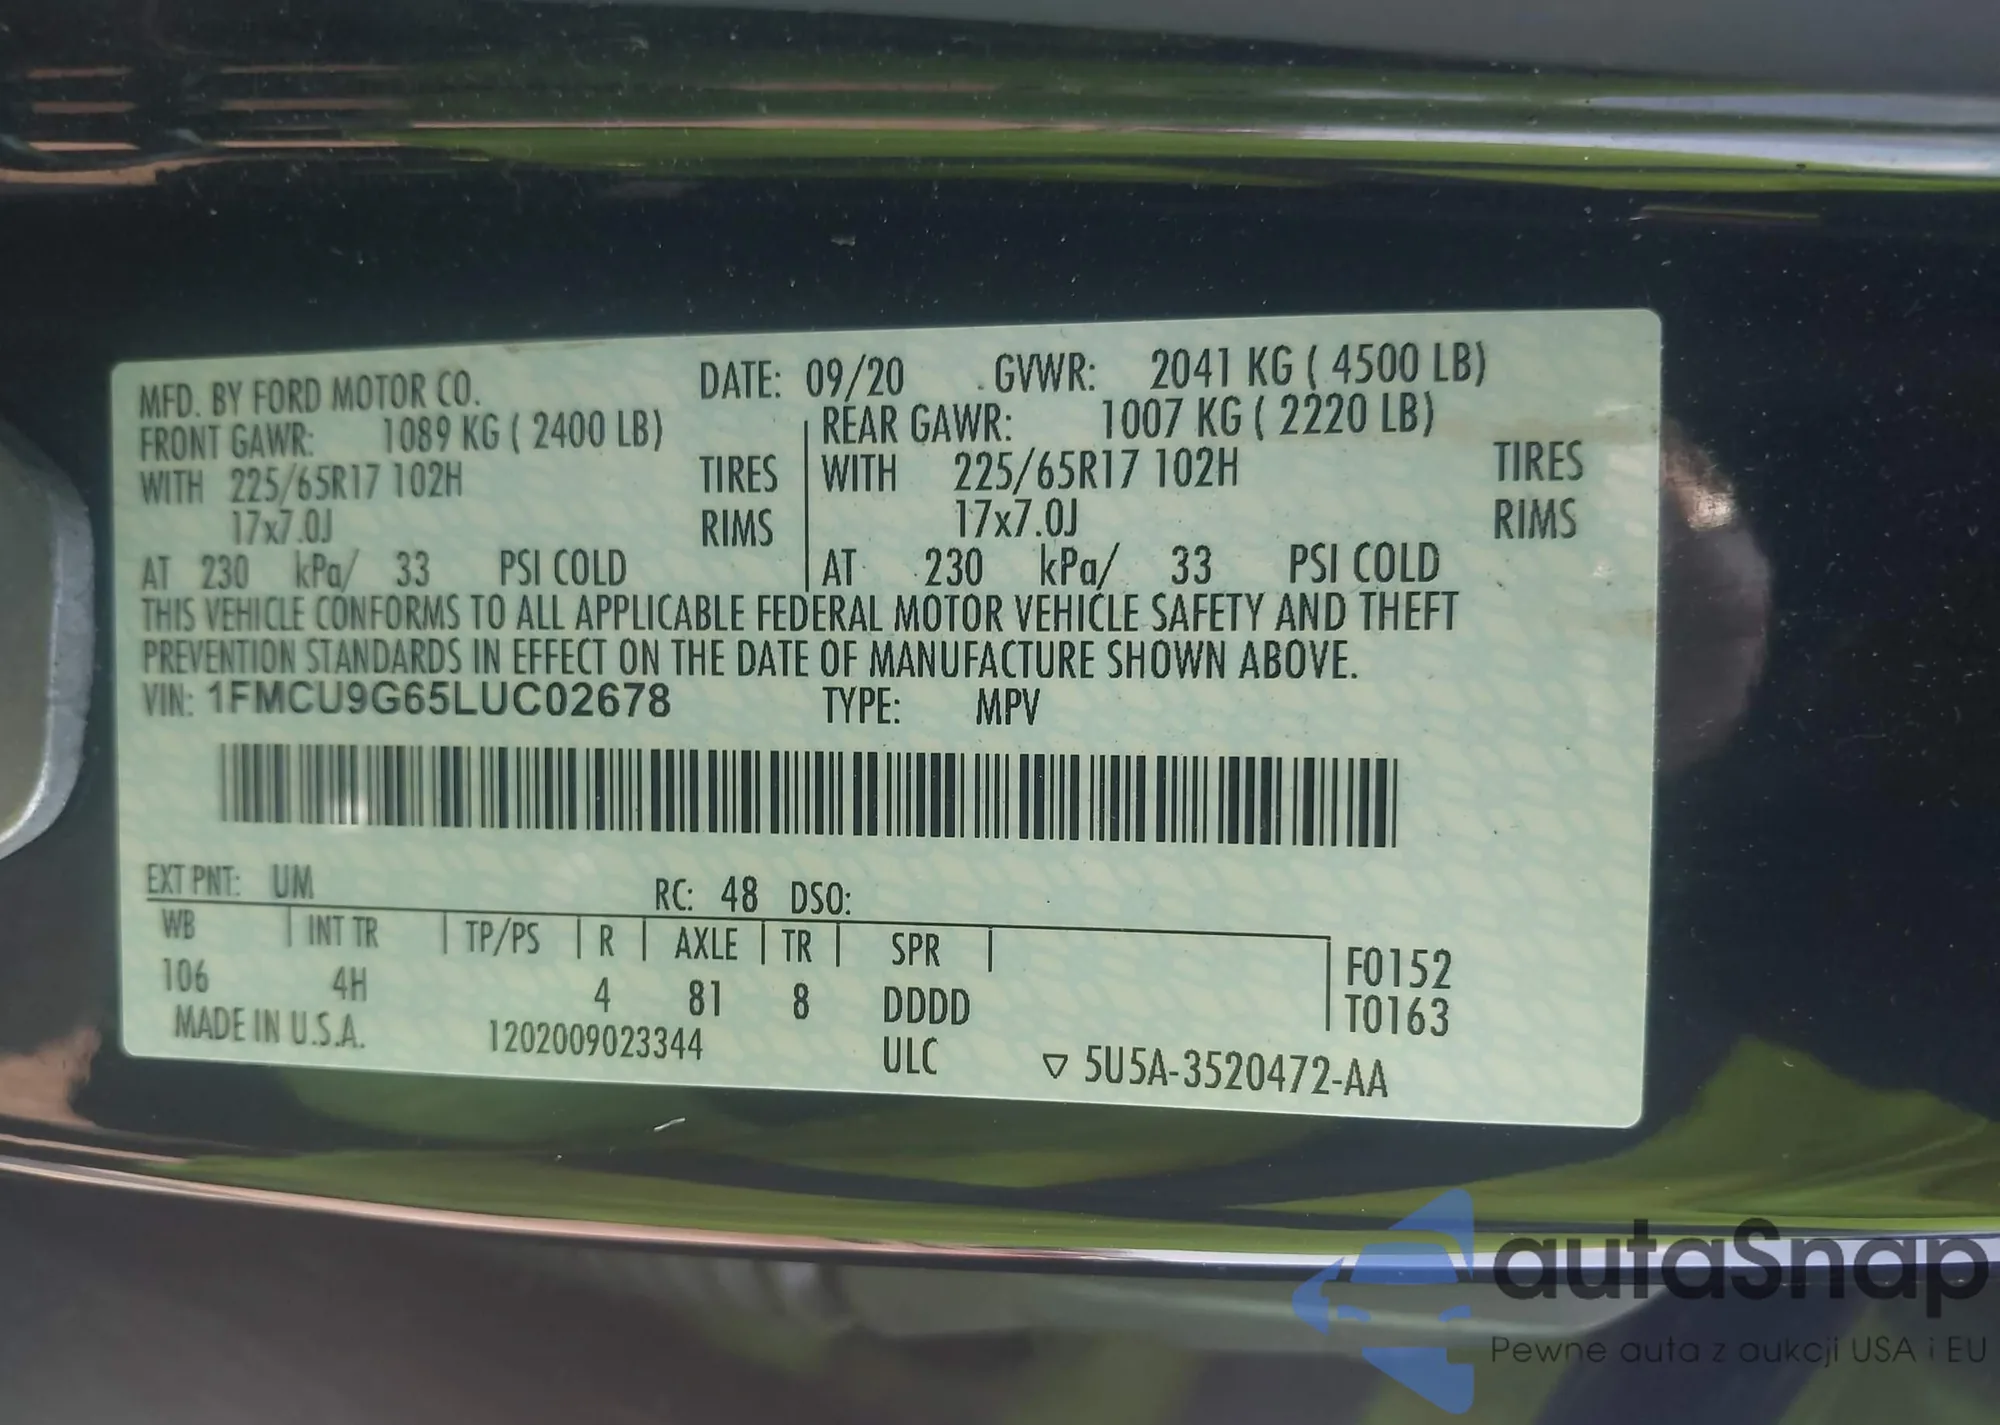 MFD. BY FORD MOTOR CO. DATE: 09/20 GVWR: 2041 KG ( 4500 LB)
FRONT GAWR: 1089 KG ( 2400 LB) REAR GAWR: 1007 KG ( 2220 LB)
WITH 225/65R17 102H TIRES WITH 225/65R17 102H TIRES
17x7.0J RIMS 17x7.0J RIMS
AT 230 kPa/ 33 PSI COLD AT 230 kPa/ 33 PSI COLD
THIS VEHICLE CONFORMS TO ALL APPLICABLE FEDERAL MOTOR VEHICLE SAFETY AND THEFT
PREVENTION STANDARDS IN EFFECT ON THE DATE OF MANUFACTURE SHOWN ABOVE.
VIN: 1FMCU9G65LUC02678 TYPE: MPV
EXT PNT: UM RC: 48 DSO:
WB INT TR TP/PS R AXLE TR SPR F0152
106 4H 4 81 8 DDDD T0163
MADE IN U.S.A. 1202009023344 ULC ▽ 5U5A-3520472-AA
autaSnap
Pewne auta z aukcji USA i EU